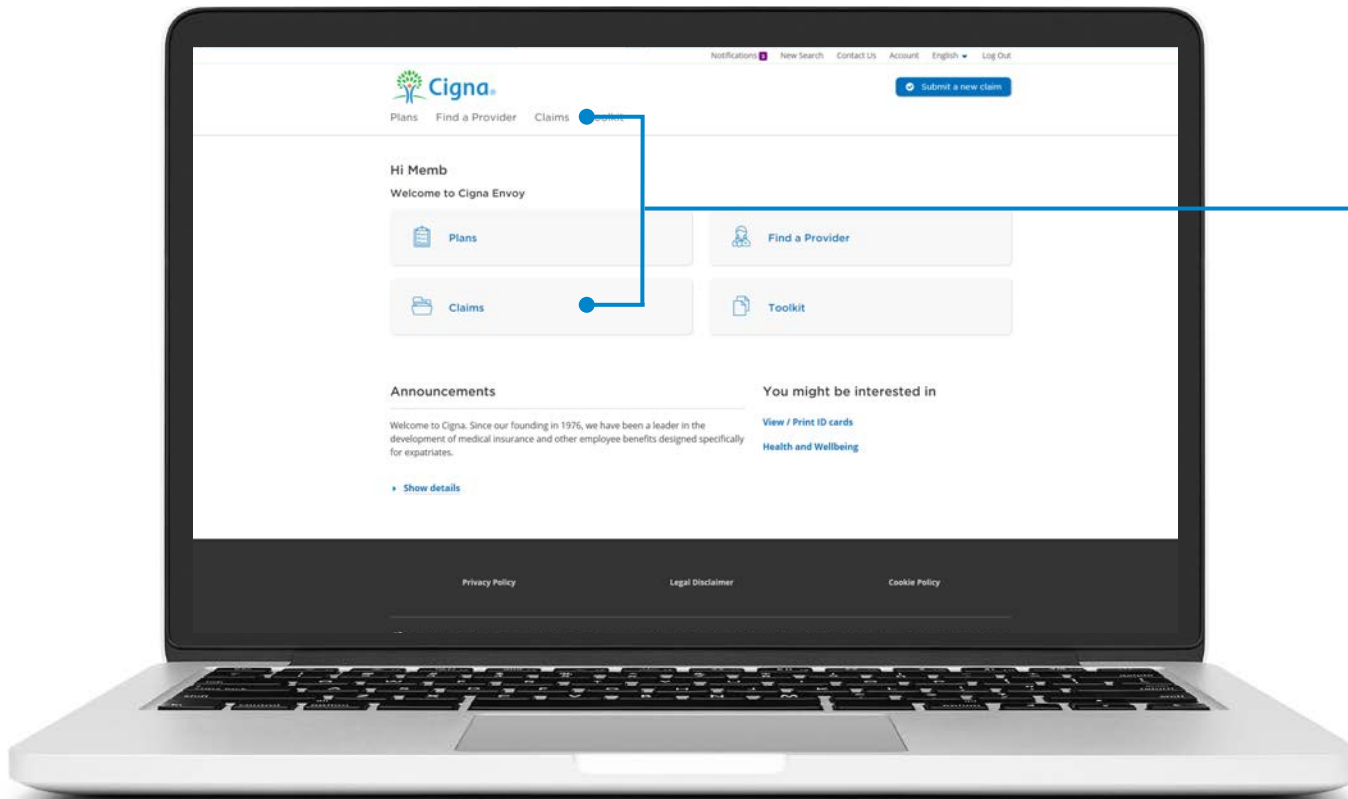 Notifications 1 New Search Contact Us Account English Log Out
Cigna®
Submit a new claim
Plans Find a Provider Claims Toolkit
Hi Memb
Welcome to Cigna Envoy
Plans
Find a Provider
Claims
Toolkit
Announcements
You might be interested in
Welcome to Cigna. Since our founding in 1976, we have been a leader in the
development of medical insurance and other employee benefits designed specifically
for expatriates.
View / Print ID cards
Health and Wellbeing
Show details
Privacy Policy
Legal Disclaimer
Cookie Policy